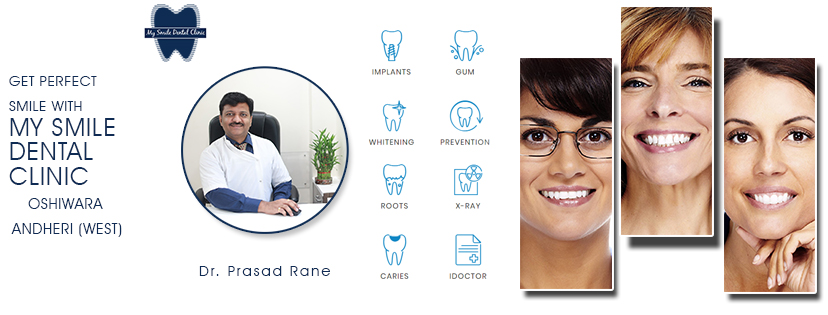 My Smile Dental Clinic
GET PERFECT
SMILE WITH
MY SMILE
DENTAL
CLINIC
OSHIWARA
ANDHERI (WEST)
Dr. Prasad Rane
IMPLANTS
GUM
WHITENING
PREVENTION
ROOTS
X-RAY
CARIES
IDOCTOR